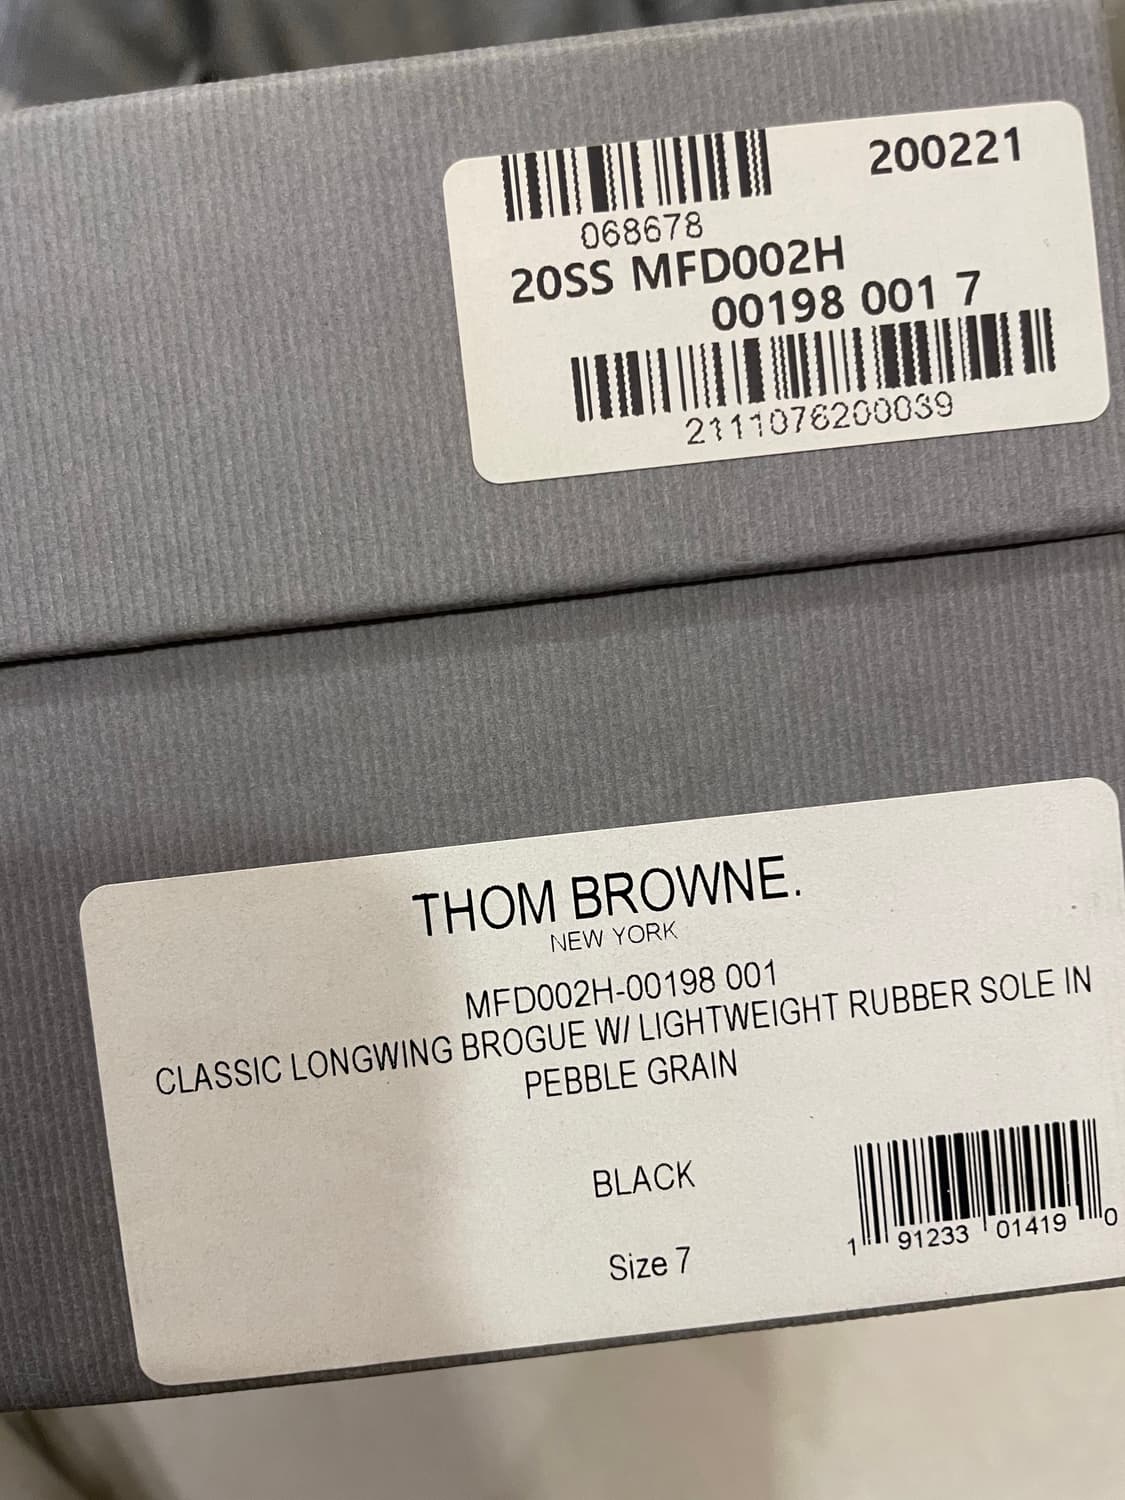 200221
068678
20SS MFD002H
00198 001 7
2111076200039
THOM BROWNE.
NEW YORK
MFD002H-00198 001
CLASSIC LONGWING BROGUE W/ LIGHTWEIGHT RUBBER SOLE IN
PEBBLE GRAIN
BLACK
Size 7
1 91233 01419 0